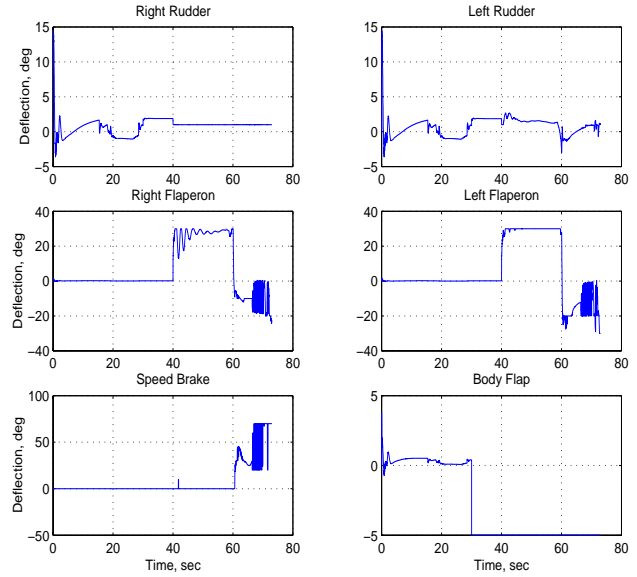 Right Rudder
Left Rudder
15
10
5
0
−5
0 20 40 60 80
Deflection, deg
15
10
5
0
−5
0 20 40 60 80
Right Flaperon
Left Flaperon
40
20
0
−20
−40
0 20 40 60 80
Deflection, deg
40
20
0
−20
−40
0 20 40 60 80
Speed Brake
Body Flap
100
50
0
−50
0 20 40 60 80
Deflection, deg
Time, sec
5
0
−5
0 20 40 60 80
Time, sec